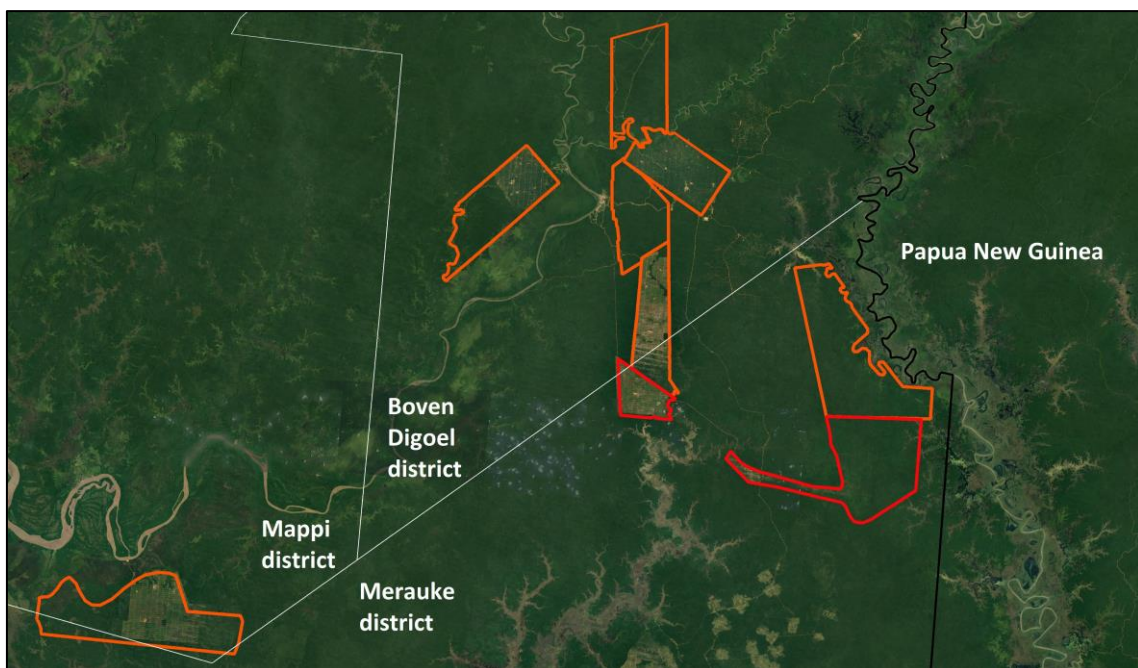 Papua New Guinea
Boven
Digoel
district
Mappi
district
Merauke
district